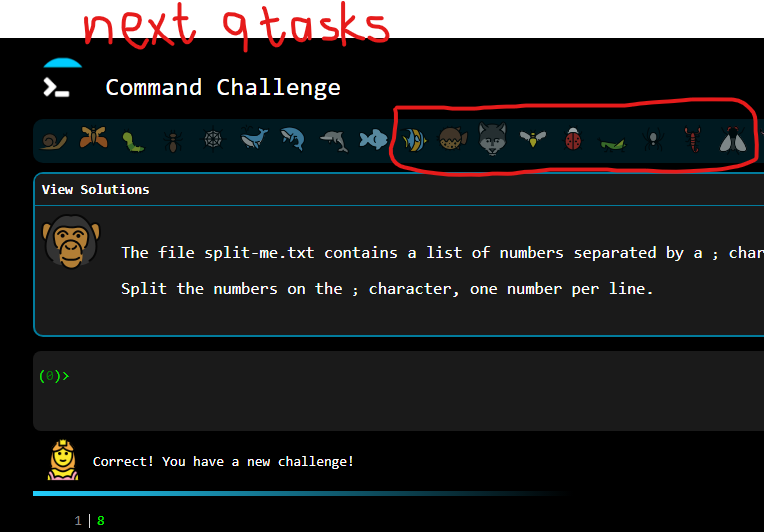 next 9 tasks
Command Challenge
View Solutions
The file split-me.txt contains a list of numbers separated by a ; char
Split the numbers on the ; character, one number per line.
(0)>
Correct! You have a new challenge!
1 | 8